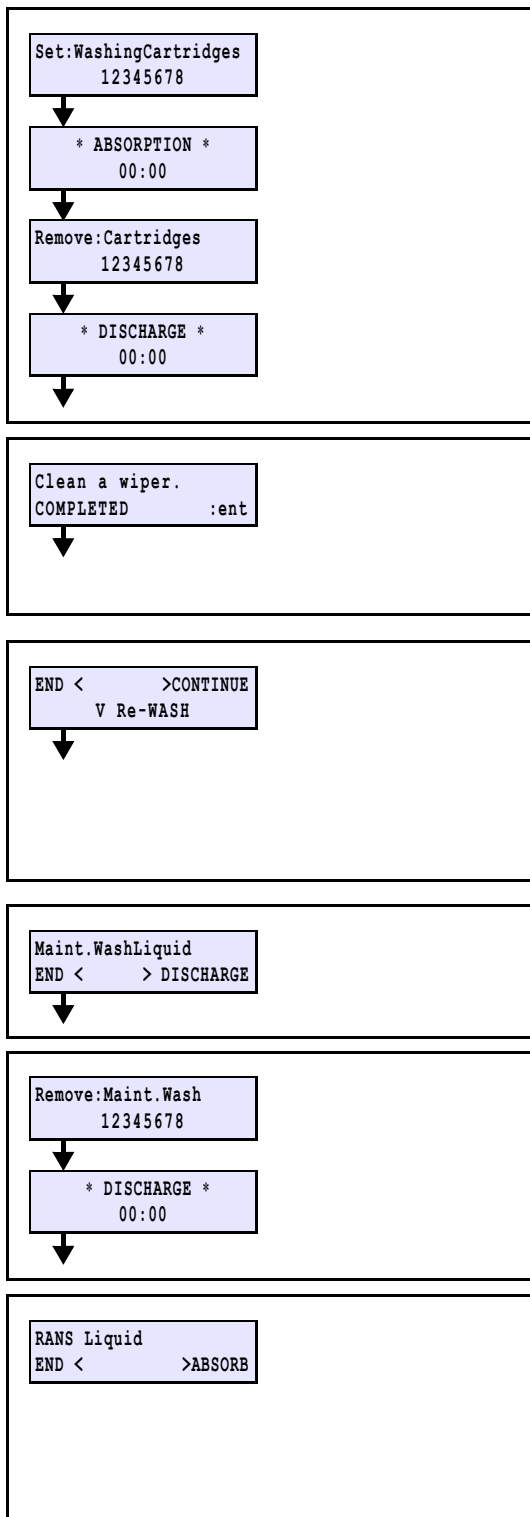 Set:WashingCartridges
12345678
* ABSORPTION *
00:00
Remove:Cartridges
12345678
* DISCHARGE *
00:00
Clean a wiper.
COMPLETED :ent
END < >CONTINUE
V Re-WASH
Maint.WashLiquid
END < > DISCHARGE
Remove:Maint.Wash
12345678
* DISCHARGE *
00:00
RANS Liquid
END < >ABSORB